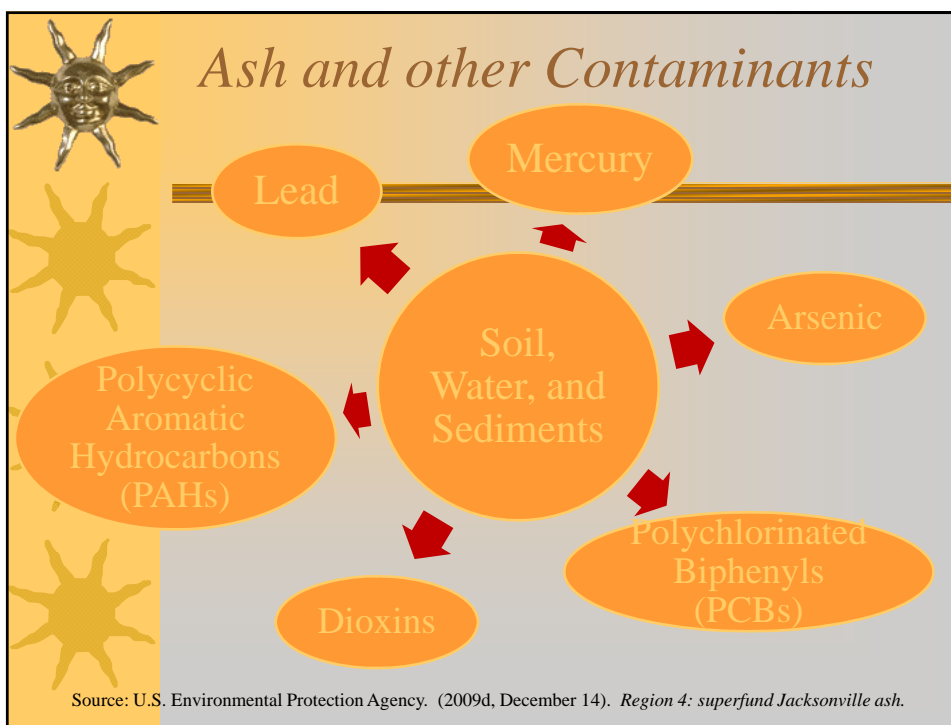 Ash and other Contaminants
Mercury
Lead
Arsenic
Soil,
Water, and
Sediments
Polycyclic
Aromatic
Hydrocarbons
(PAHs)
Polychlorinated
Biphenyls
(PCBs)
Dioxins
Source: U.S. Environmental Protection Agency. (2009d, December 14). Region 4: superfund Jacksonville ash.